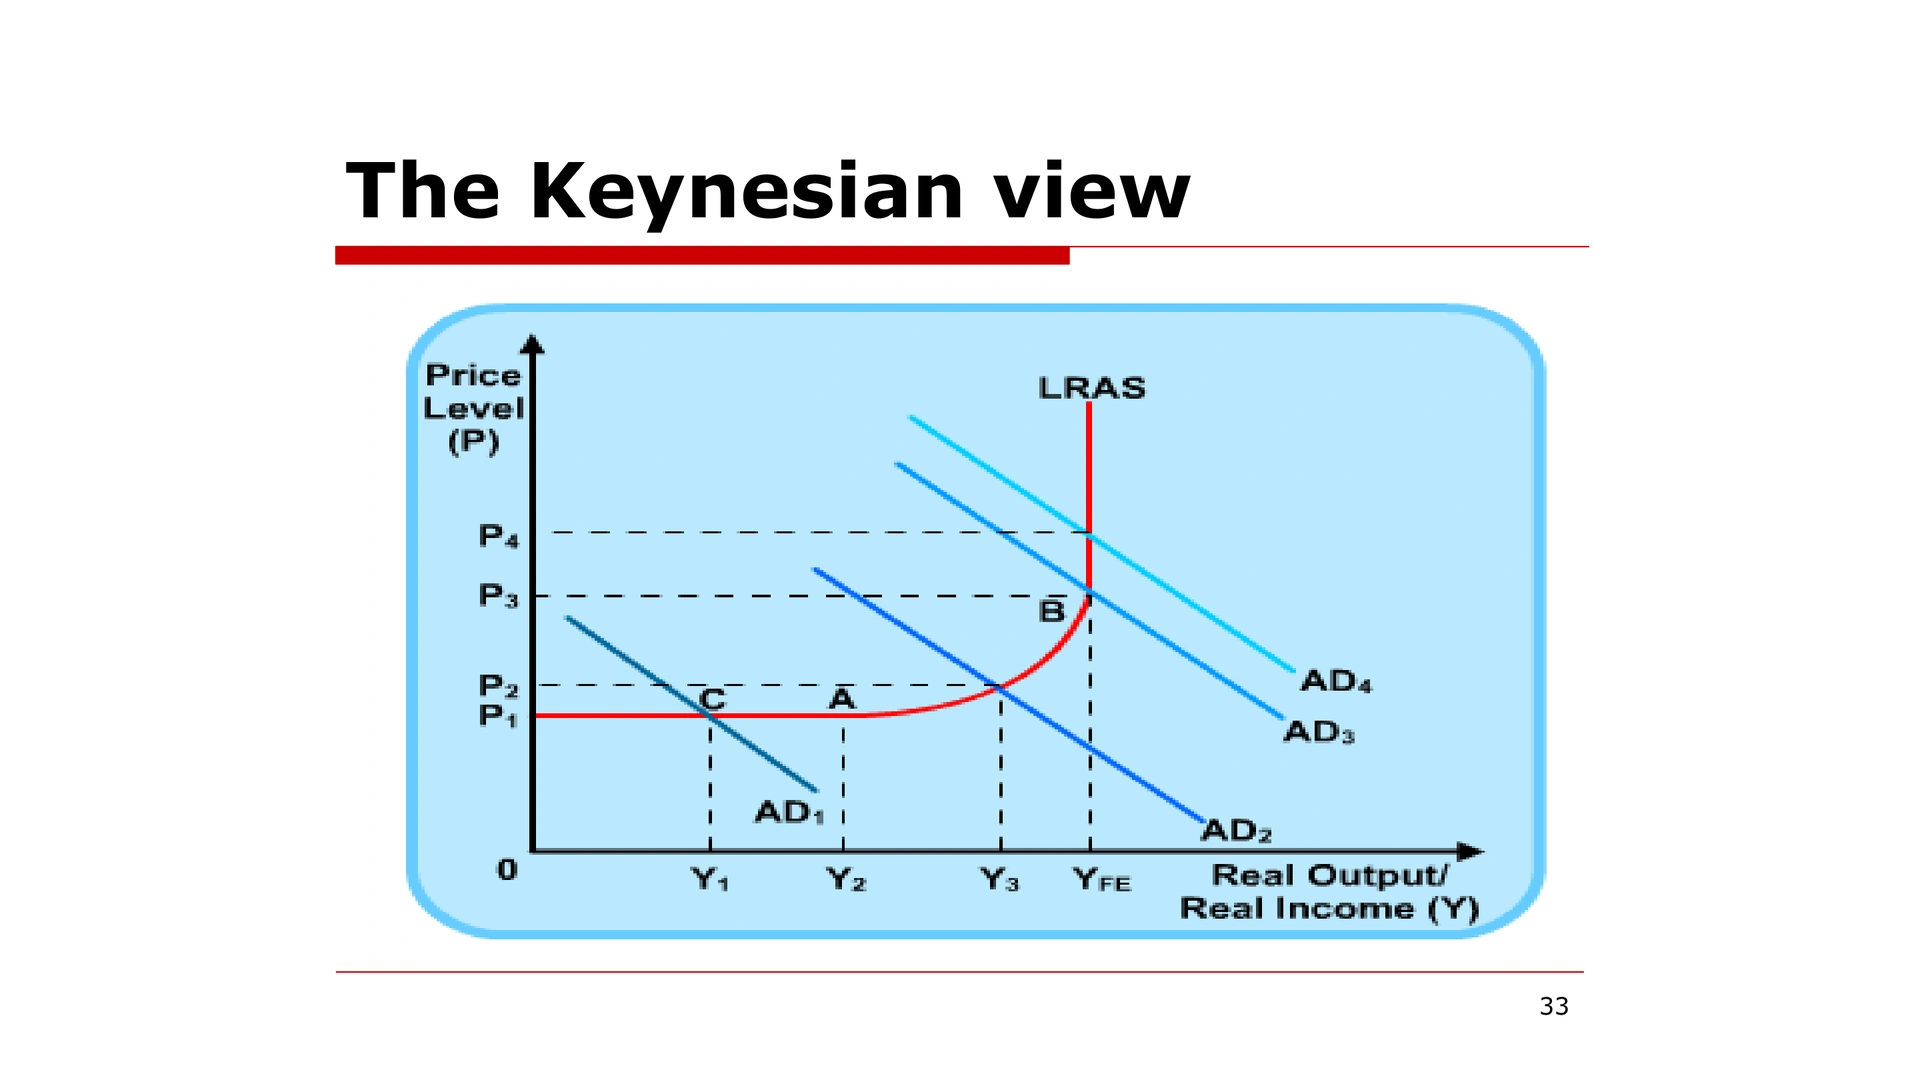 The Keynesian view
Price
Level
(P)
LRAS
P₄
P₃
B
P₂
C
A
P₁
AD₄
AD₃
AD₁
AD₂
0
Y₁
Y₂
Y₃
Y_FE
Real Output/
Real Income (Y)
33